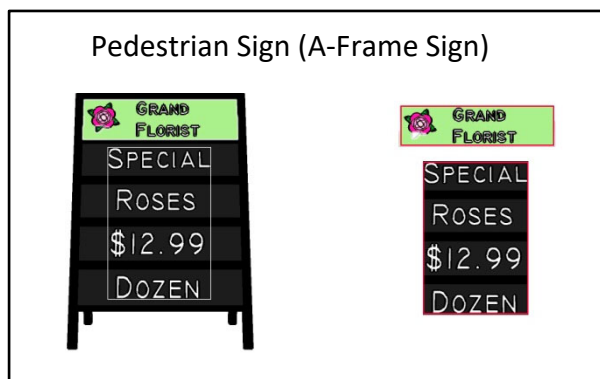 Pedestrian Sign (A-Frame Sign)
GRAND
FLORIST
SPECIAL
ROSES
$12.99
DOZEN
GRAND
FLORIST
SPECIAL
ROSES
$12.99
DOZEN